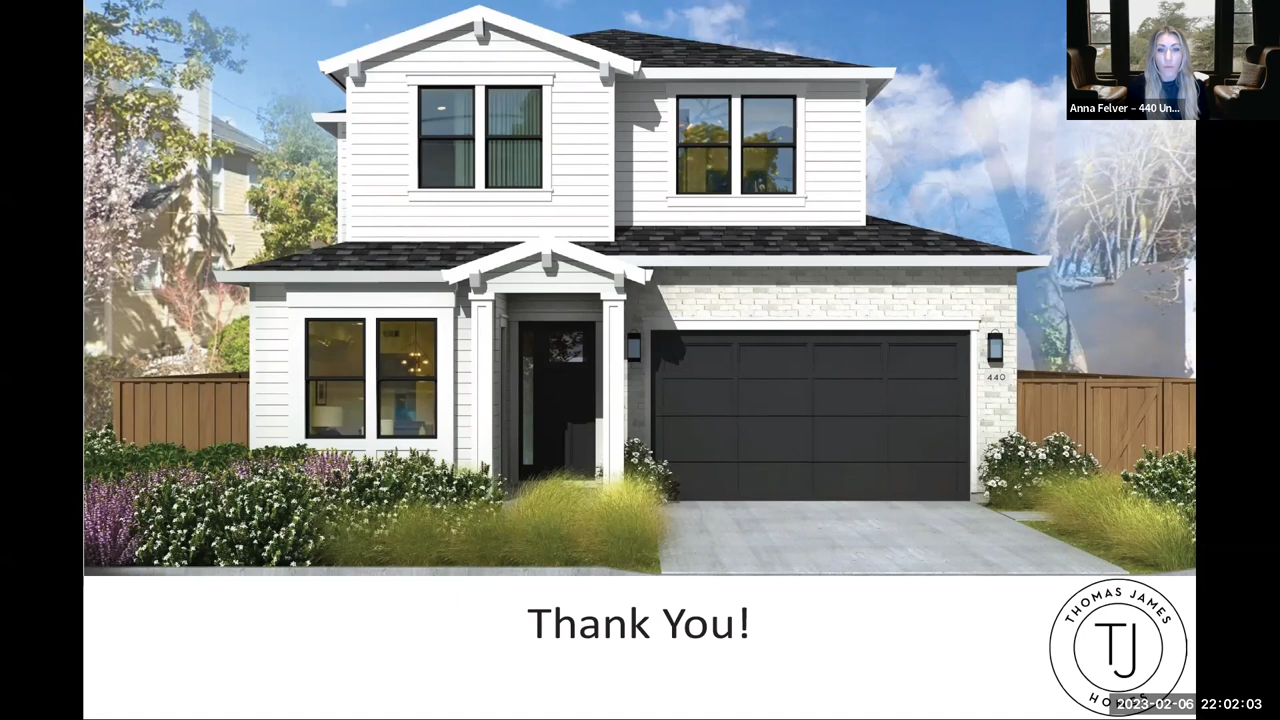 Anna Felver – 440 Un...
440
Thank You!
THOMAS JAMES
TJ
HOMES
2023-02-06 22:02:03